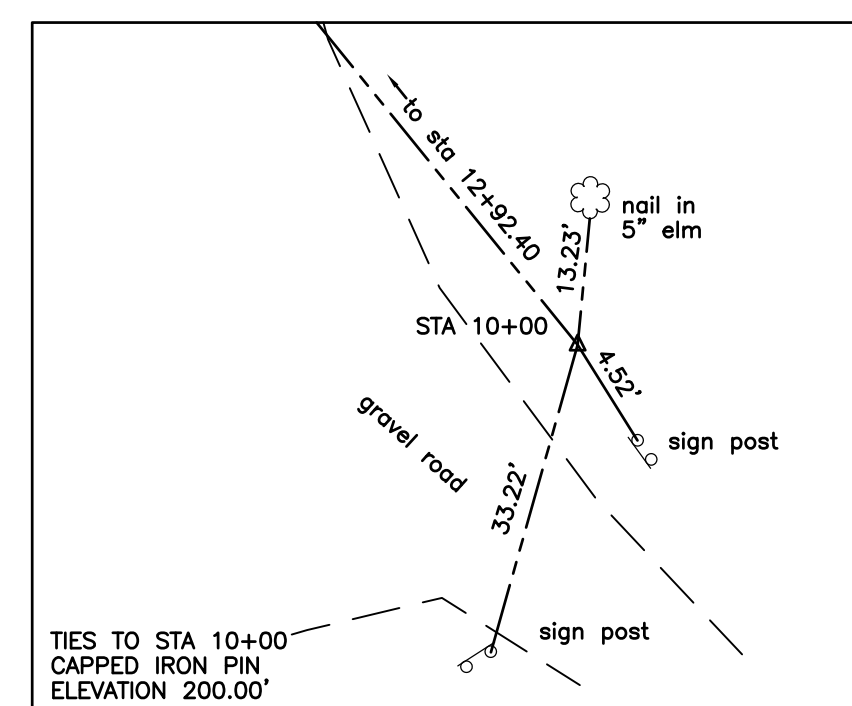 to sta 12+92.40
nail in
5" elm
13.23'
STA 10+00
4.52'
gravel road
sign post
33.22'
sign post
TIES TO STA 10+00
CAPPED IRON PIN
ELEVATION 200.00'